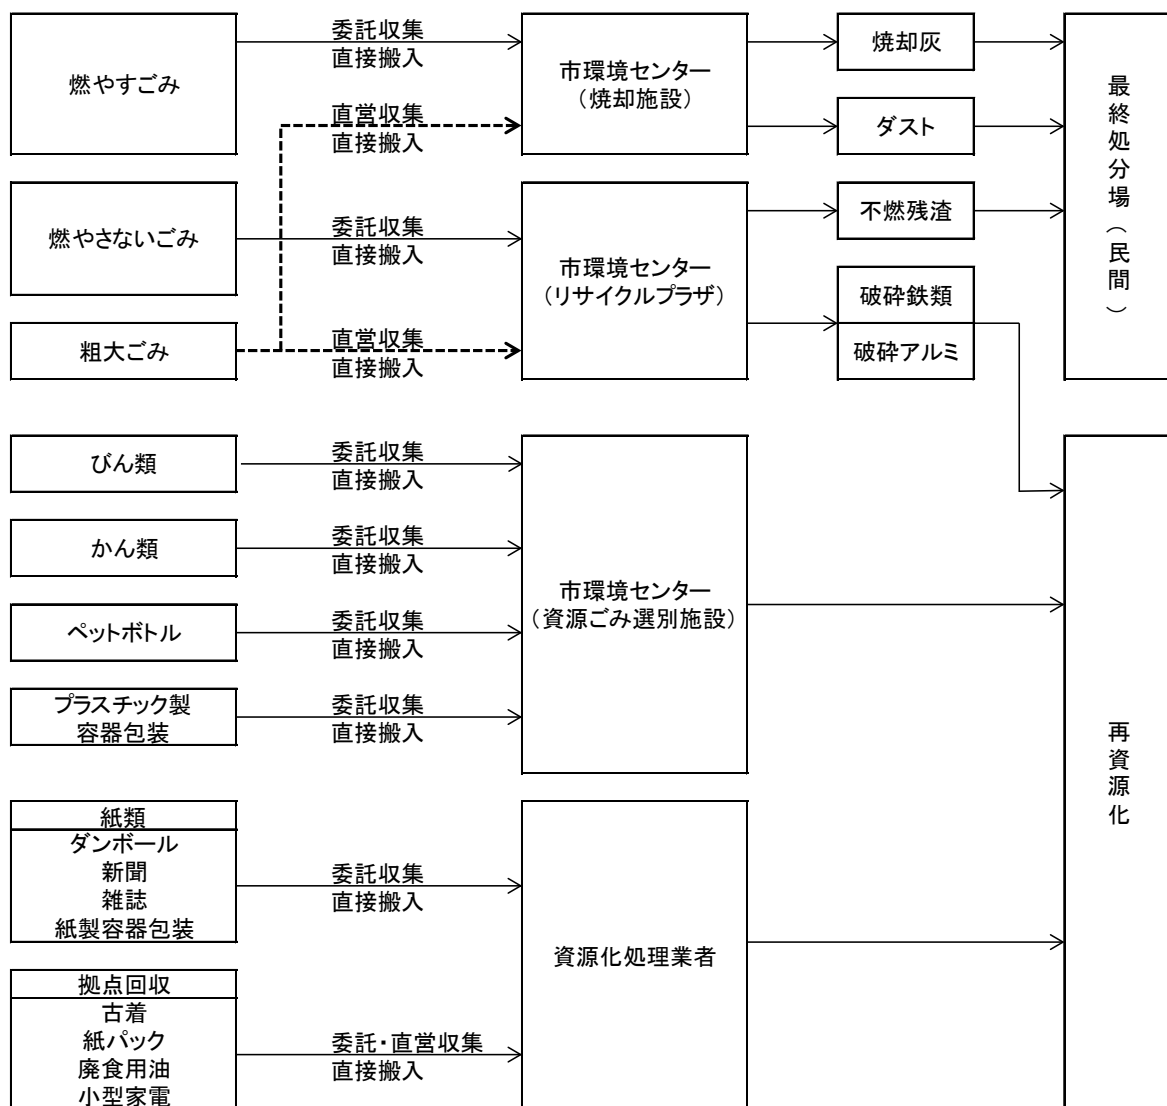 燃やすごみ
委託収集
直接搬入
直営収集
直接搬入
市環境センター
（焼却施設）
焼却灰
ダスト
最終処分場（民間）
燃やさないごみ
委託収集
直接搬入
市環境センター
（リサイクルプラザ）
不燃残渣
破砕鉄類
破砕アルミ
粗大ごみ
直営収集
直接搬入
びん類
委託収集
直接搬入
かん類
委託収集
直接搬入
市環境センター
（資源ごみ選別施設）
ペットボトル
委託収集
直接搬入
プラスチック製
容器包装
委託収集
直接搬入
再資源化
紙類
ダンボール
新聞
雑誌
紙製容器包装
委託収集
直接搬入
資源化処理業者
拠点回収
古着
紙パック
廃食用油
小型家電
委託・直営収集
直接搬入